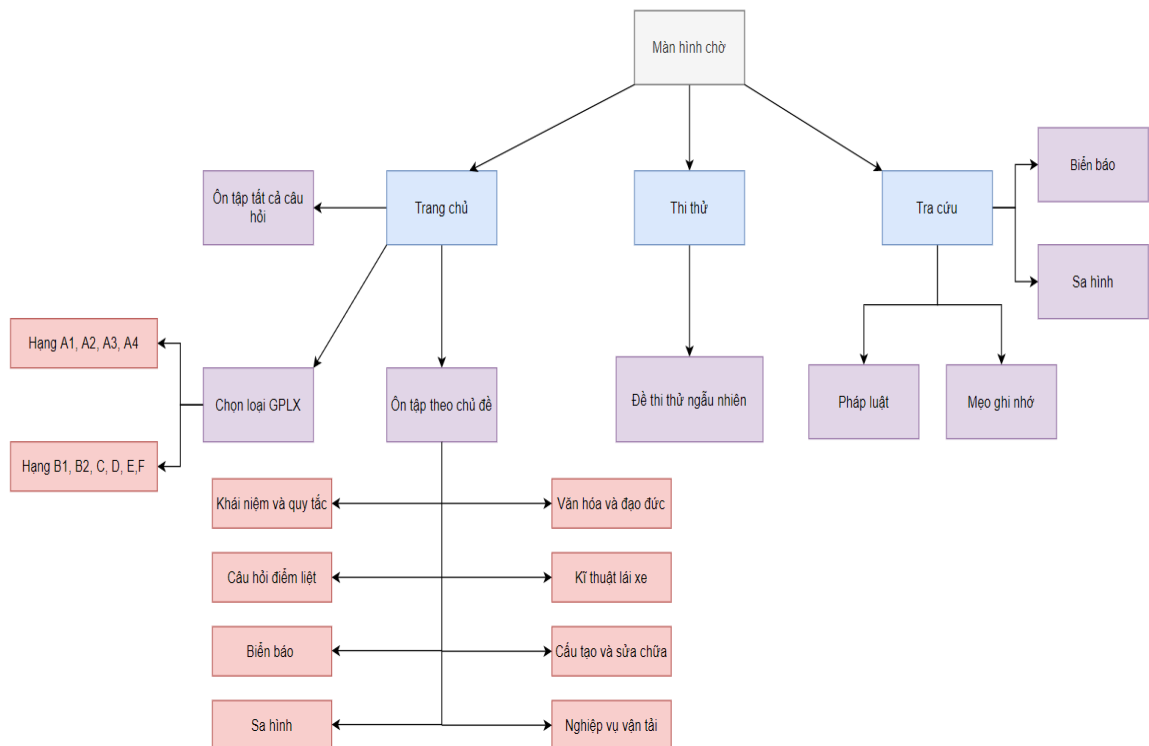 Màn hình chờ
Biển báo
Ôn tập tất cả câu
hỏi
Trang chủ
Thi thử
Tra cứu
Sa hình
Hạng A1, A2, A3, A4
Chọn loại GPLX
Ôn tập theo chủ đề
Đề thi thử ngẫu nhiên
Pháp luật
Mẹo ghi nhớ
Hạng B1, B2, C, D, E,F
Khái niệm và quy tắc
Văn hóa và đạo đức
Câu hỏi điểm liệt
Kĩ thuật lái xe
Biển báo
Cấu tạo và sửa chữa
Sa hình
Nghiệp vụ vận tải